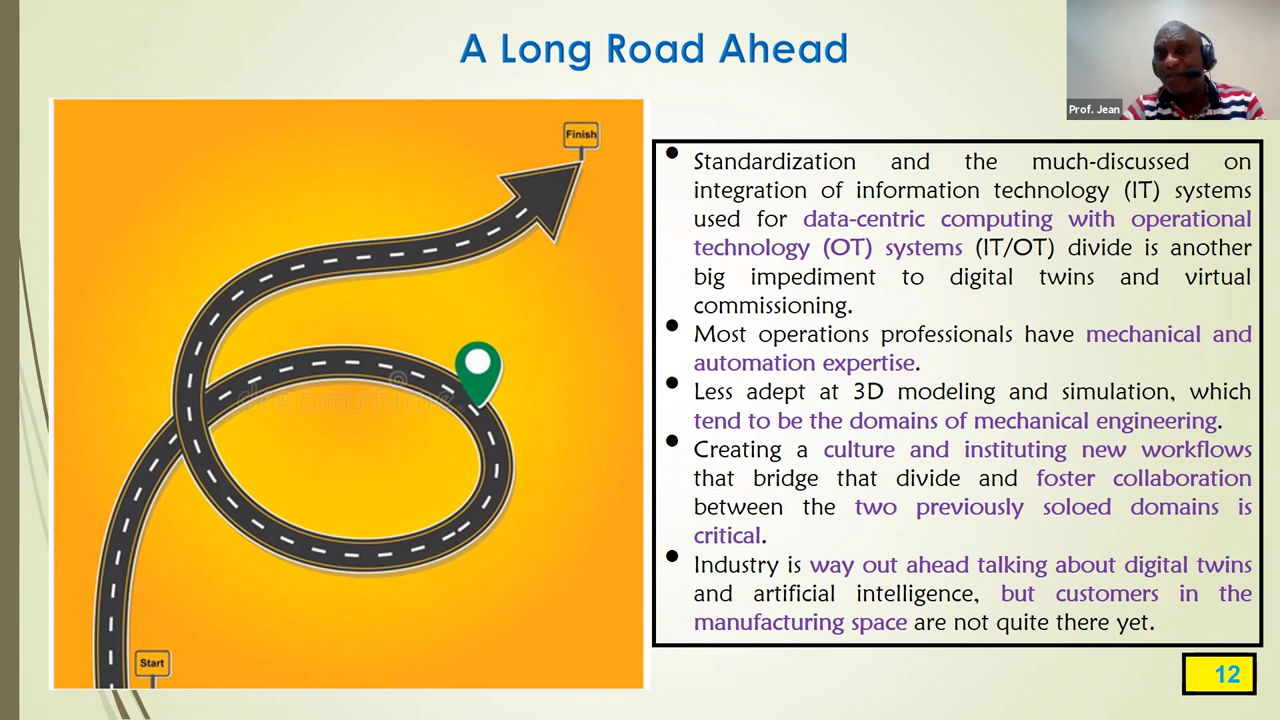 A Long Road Ahead
Prof. Jean
Finish
Start
dreamstime
• Standardization and the much-discussed on
integration of information technology (IT) systems
used for data-centric computing with operational
technology (OT) systems (IT/OT) divide is another
big impediment to digital twins and virtual
commissioning.
• Most operations professionals have mechanical and
automation expertise.
• Less adept at 3D modeling and simulation, which
tend to be the domains of mechanical engineering.
• Creating a culture and instituting new workflows
that bridge that divide and foster collaboration
between the two previously soloed domains is
critical.
• Industry is way out ahead talking about digital twins
and artificial intelligence, but customers in the
manufacturing space are not quite there yet.
12